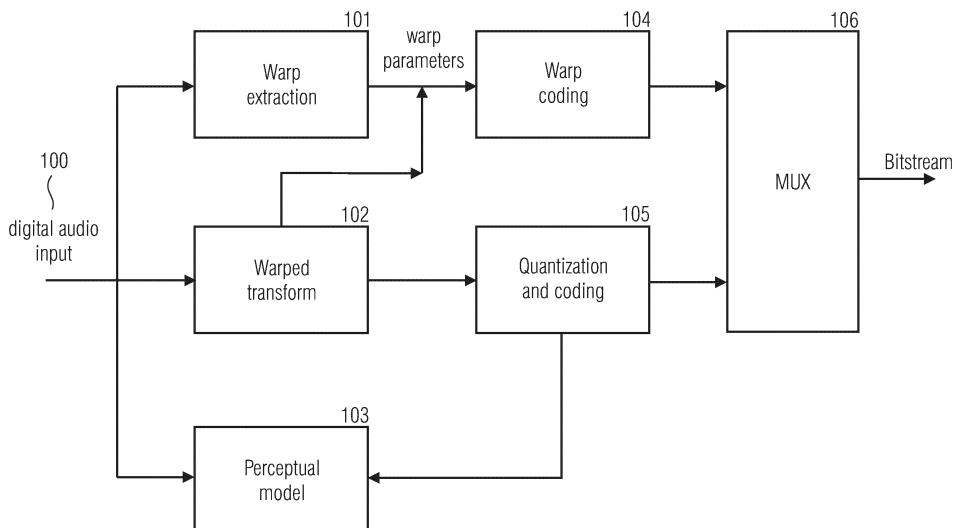 101
Warp
extraction
warp
parameters
104
Warp
coding
106
MUX
Bitstream
100
digital audio
input
102
Warped
transform
105
Quantization
and coding
103
Perceptual
model